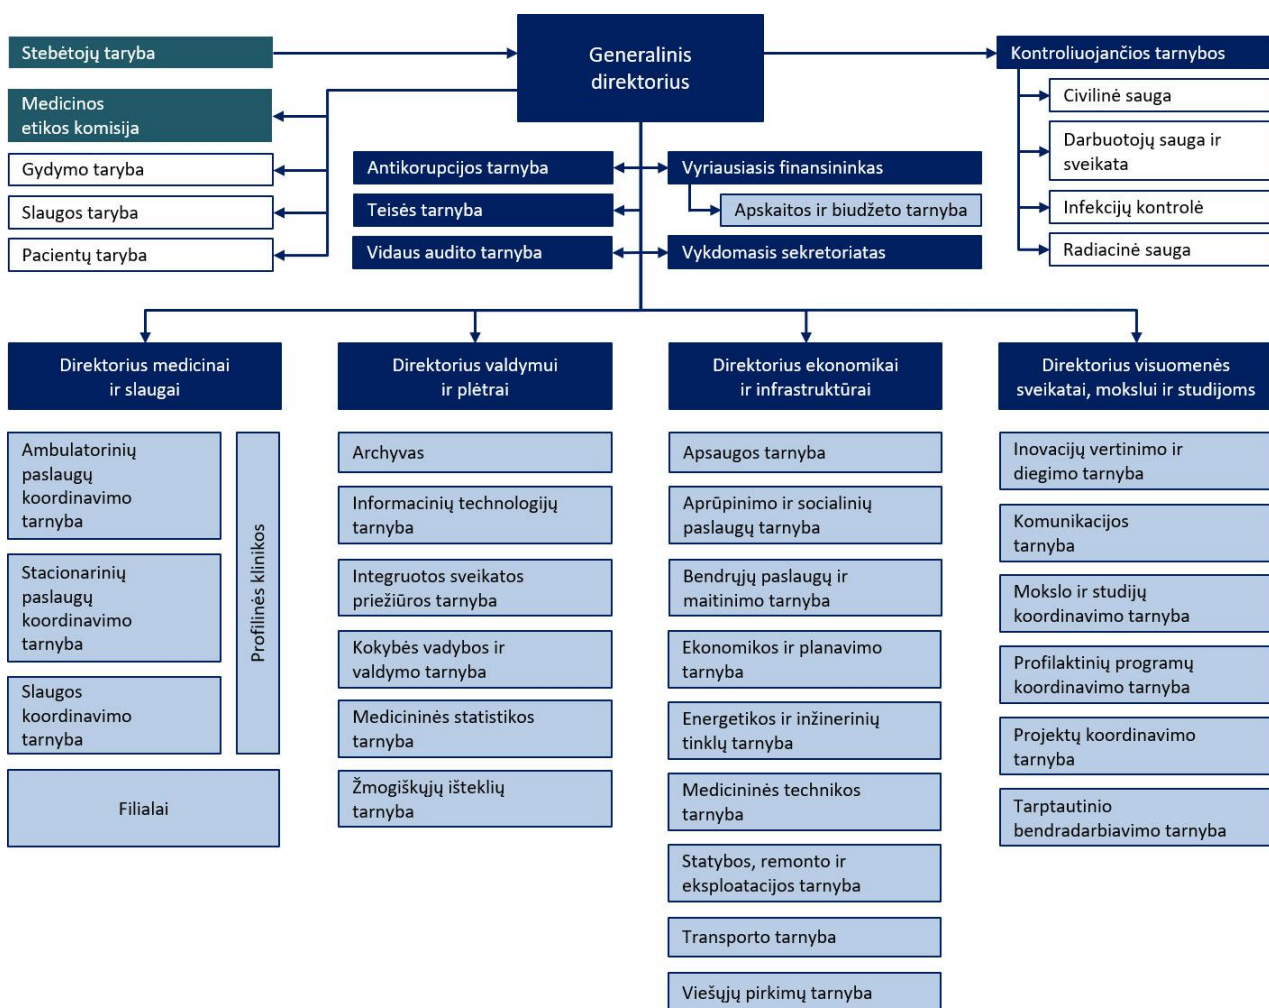 Stebėtojų taryba
Generalinis
direktorius
Kontroliuojančios tarnybos
Medicinos
etikos komisija
Gydymo taryba
Slaugos taryba
Pacientų taryba
Antikorupcijos tarnyba
Teisės tarnyba
Vidaus audito tarnyba
Vyriausiasis finansininkas
Apskaitos ir biudžeto tarnyba
Vykdomasis sekretoriatas
Civilinė sauga
Darbuotojų sauga ir
sveikata
Infekcijų kontrolė
Radiacinė sauga
Direktorius medicinai
ir slaugai
Ambulatorinių
paslaugų
koordinavimo
tarnyba
Stacionarinių
paslaugų
koordinavimo
tarnyba
Slaugos
koordinavimo
tarnyba
Profilinės klinikos
Filialai
Direktorius valdymui
ir plėtrai
Archyvas
Informacinių technologijų
tarnyba
Integruotos sveikatos
priežiūros tarnyba
Kokybės vadybos ir
valdymo tarnyba
Medicininės statistikos
tarnyba
Žmogiškųjų išteklių
tarnyba
Direktorius ekonomikai
ir infrastruktūrai
Apsaugos tarnyba
Aprūpinimo ir socialinių
paslaugų tarnyba
Bendrųjų paslaugų ir
maitinimo tarnyba
Ekonomikos ir planavimo
tarnyba
Energetikos ir inžinerinių
tinklų tarnyba
Medicininės technikos
tarnyba
Statybos, remonto ir
eksploatacijos tarnyba
Transporto tarnyba
Viešųjų pirkimų tarnyba
Direktorius visuomenės
sveikatai, mokslui ir studijoms
Inovacijų vertinimo ir
diegimo tarnyba
Komunikacijos
tarnyba
Mokslo ir studijų
koordinavimo tarnyba
Profilaktinių programų
koordinavimo tarnyba
Projektų koordinavimo
tarnyba
Tarptautinio
bendradarbiavimo tarnyba